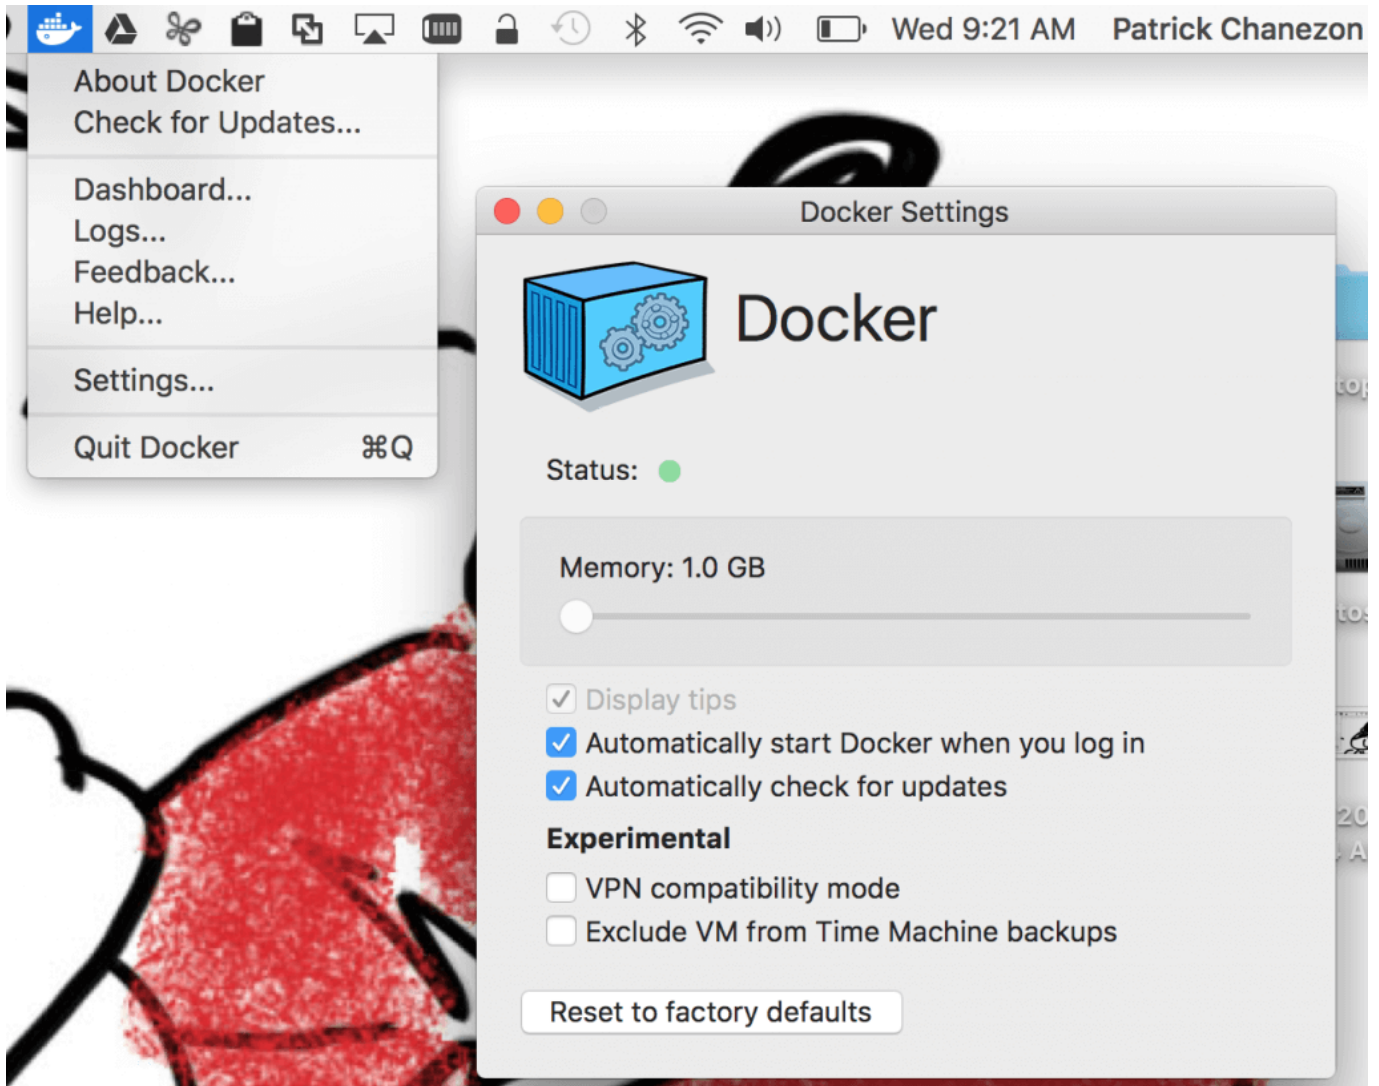 Wed 9:21 AM Patrick Chanezon
About Docker
Check for Updates...
Dashboard...
Logs...
Feedback...
Help...
Settings...
Quit Docker ⌘Q
Docker Settings
Docker
Status:
Memory: 1.0 GB
Display tips
Automatically start Docker when you log in
Automatically check for updates
Experimental
VPN compatibility mode
Exclude VM from Time Machine backups
Reset to factory defaults